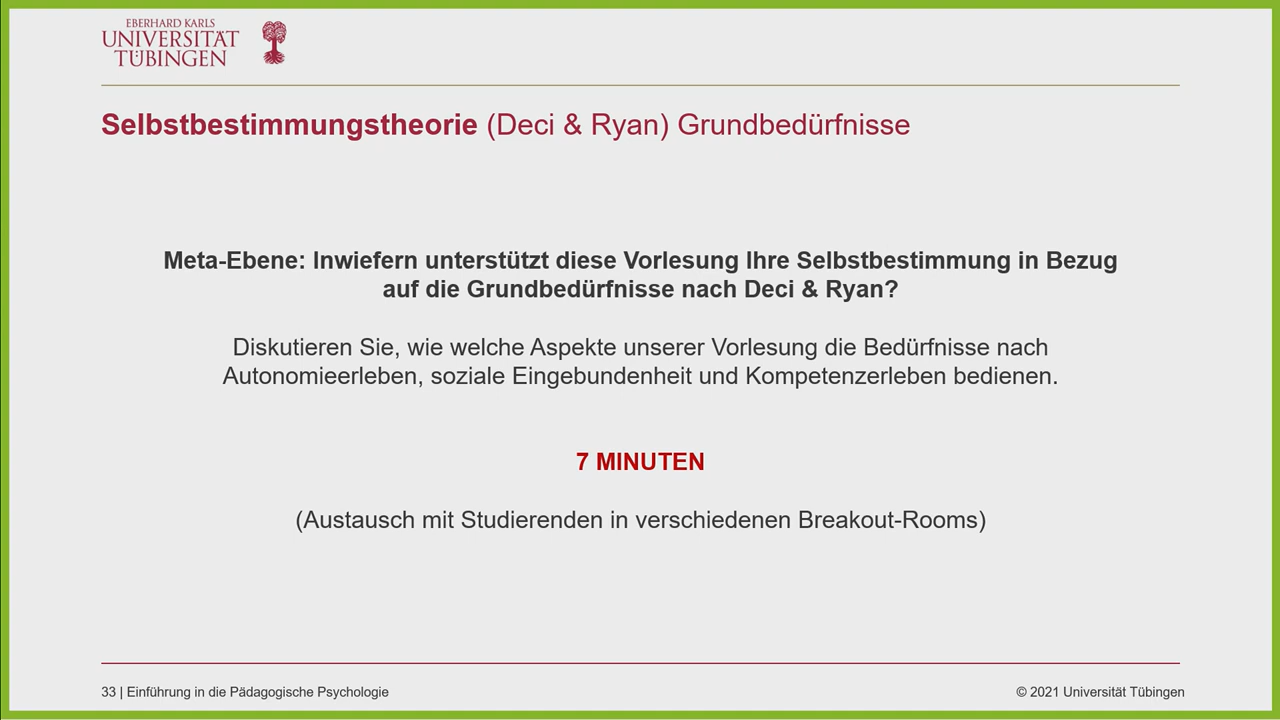 EBERHARD KARLS
UNIVERSITÄT
TÜBINGEN
Selbstbestimmungstheorie (Deci & Ryan) Grundbedürfnisse
Meta-Ebene: Inwiefern unterstützt diese Vorlesung Ihre Selbstbestimmung in Bezug
auf die Grundbedürfnisse nach Deci & Ryan?
Diskutieren Sie, wie welche Aspekte unserer Vorlesung die Bedürfnisse nach
Autonomieerleben, soziale Eingebundenheit und Kompetenzerleben bedienen.
7 MINUTEN
(Austausch mit Studierenden in verschiedenen Breakout-Rooms)
33 | Einführung in die Pädagogische Psychologie
© 2021 Universität Tübingen